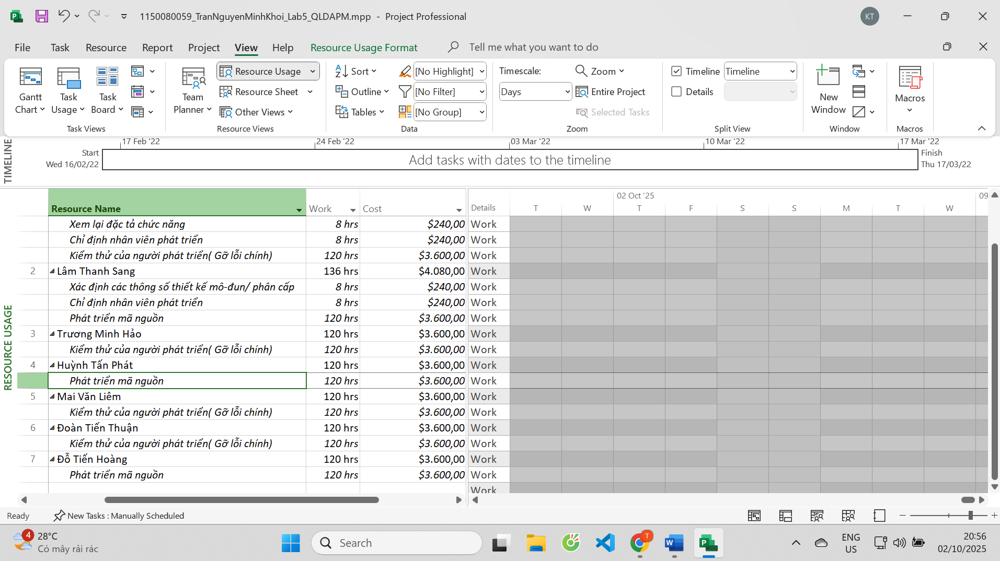 1150080059_TranNguyenMinhKhoi_Lab5_QLDAPM.mpp - Project Professional
KT
File Task Resource Report Project View Help Resource Usage Format Tell me what you want to do
Gantt Chart
Task Usage
Task Board
Task Views
Team Planner
Resource Usage
Resource Sheet
Other Views
Resource Views
Sort
Outline
Tables
[No Highlight]
[No Filter]
[No Group]
Data
Timescale:
Days
Zoom
Entire Project
Selected Tasks
Zoom
Timeline Timeline
Details
Split View
New Window
Window
Macros
Macros
TIMELINE
17 Feb '22 24 Feb '22 03 Mar '22 10 Mar '22 17 Mar '22
Start
Wed 16/02/22
Add tasks with dates to the timeline
Finish
Thu 17/03/22
RESOURCE USAGE
02 Oct '25 09
Resource Name Work Cost Details T W T F S S M T W
Xem lại đặc tả chức năng 8 hrs $240,00 Work
Chỉ định nhân viên phát triển 8 hrs $240,00 Work
Kiểm thử của người phát triển( Gỡ lỗi chính) 120 hrs $3.600,00 Work
2 Lâm Thanh Sang 136 hrs $4.080,00 Work
Xác định các thông số thiết kế mô-đun/ phân cấp 8 hrs $240,00 Work
Chỉ định nhân viên phát triển 8 hrs $240,00 Work
Phát triển mã nguồn 120 hrs $3.600,00 Work
3 Trương Minh Hảo 120 hrs $3.600,00 Work
Kiểm thử của người phát triển( Gỡ lỗi chính) 120 hrs $3.600,00 Work
4 Huỳnh Tấn Phát 120 hrs $3.600,00 Work
Phát triển mã nguồn 120 hrs $3.600,00 Work
5 Mai Văn Liêm 120 hrs $3.600,00 Work
Kiểm thử của người phát triển( Gỡ lỗi chính) 120 hrs $3.600,00 Work
6 Đoàn Tiến Thuận 120 hrs $3.600,00 Work
Kiểm thử của người phát triển( Gỡ lỗi chính) 120 hrs $3.600,00 Work
7 Đỗ Tiến Hoàng 120 hrs $3.600,00 Work
Phát triển mã nguồn 120 hrs $3.600,00 Work
Work
Ready New Tasks : Manually Scheduled
4
28°C
Có mây rải rác
Search
T
ENG
US
20:56
02/10/2025